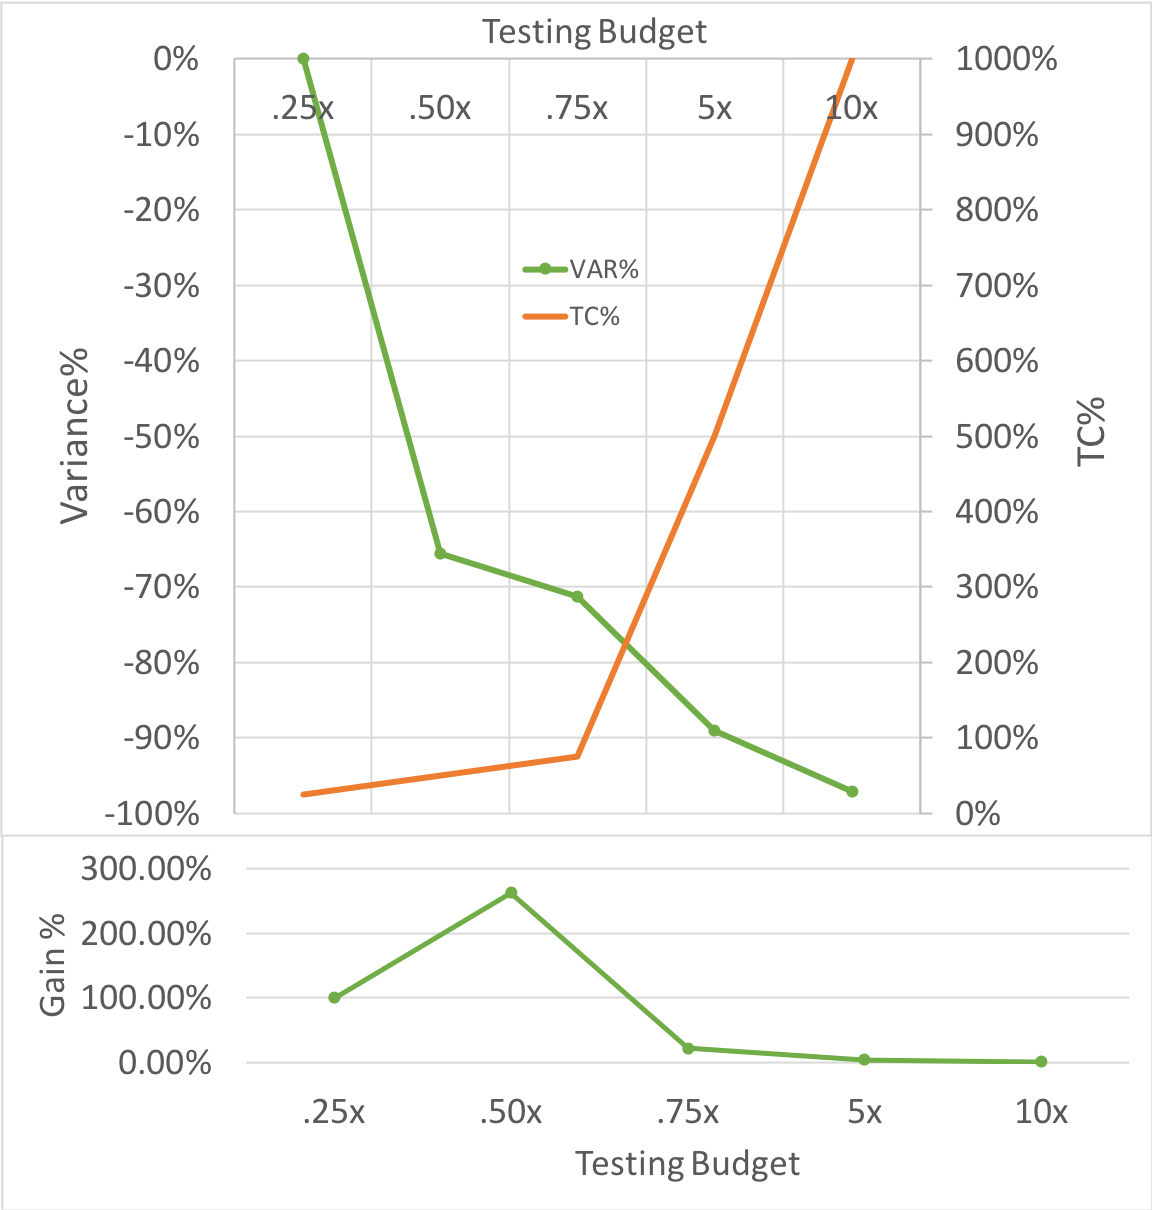 Testing Budget
0% 1000%
.25x .50x .75x 5x 10x
-10% 900%
-20% 800%
VAR%
-30% 700%
TC%
-40% 600%
Variance%
TC%
-50% 500%
-60% 400%
-70% 300%
-80% 200%
-90% 100%
-100% 0%
300.00%
Gain %
200.00%
100.00%
0.00%
.25x .50x .75x 5x 10x
Testing Budget